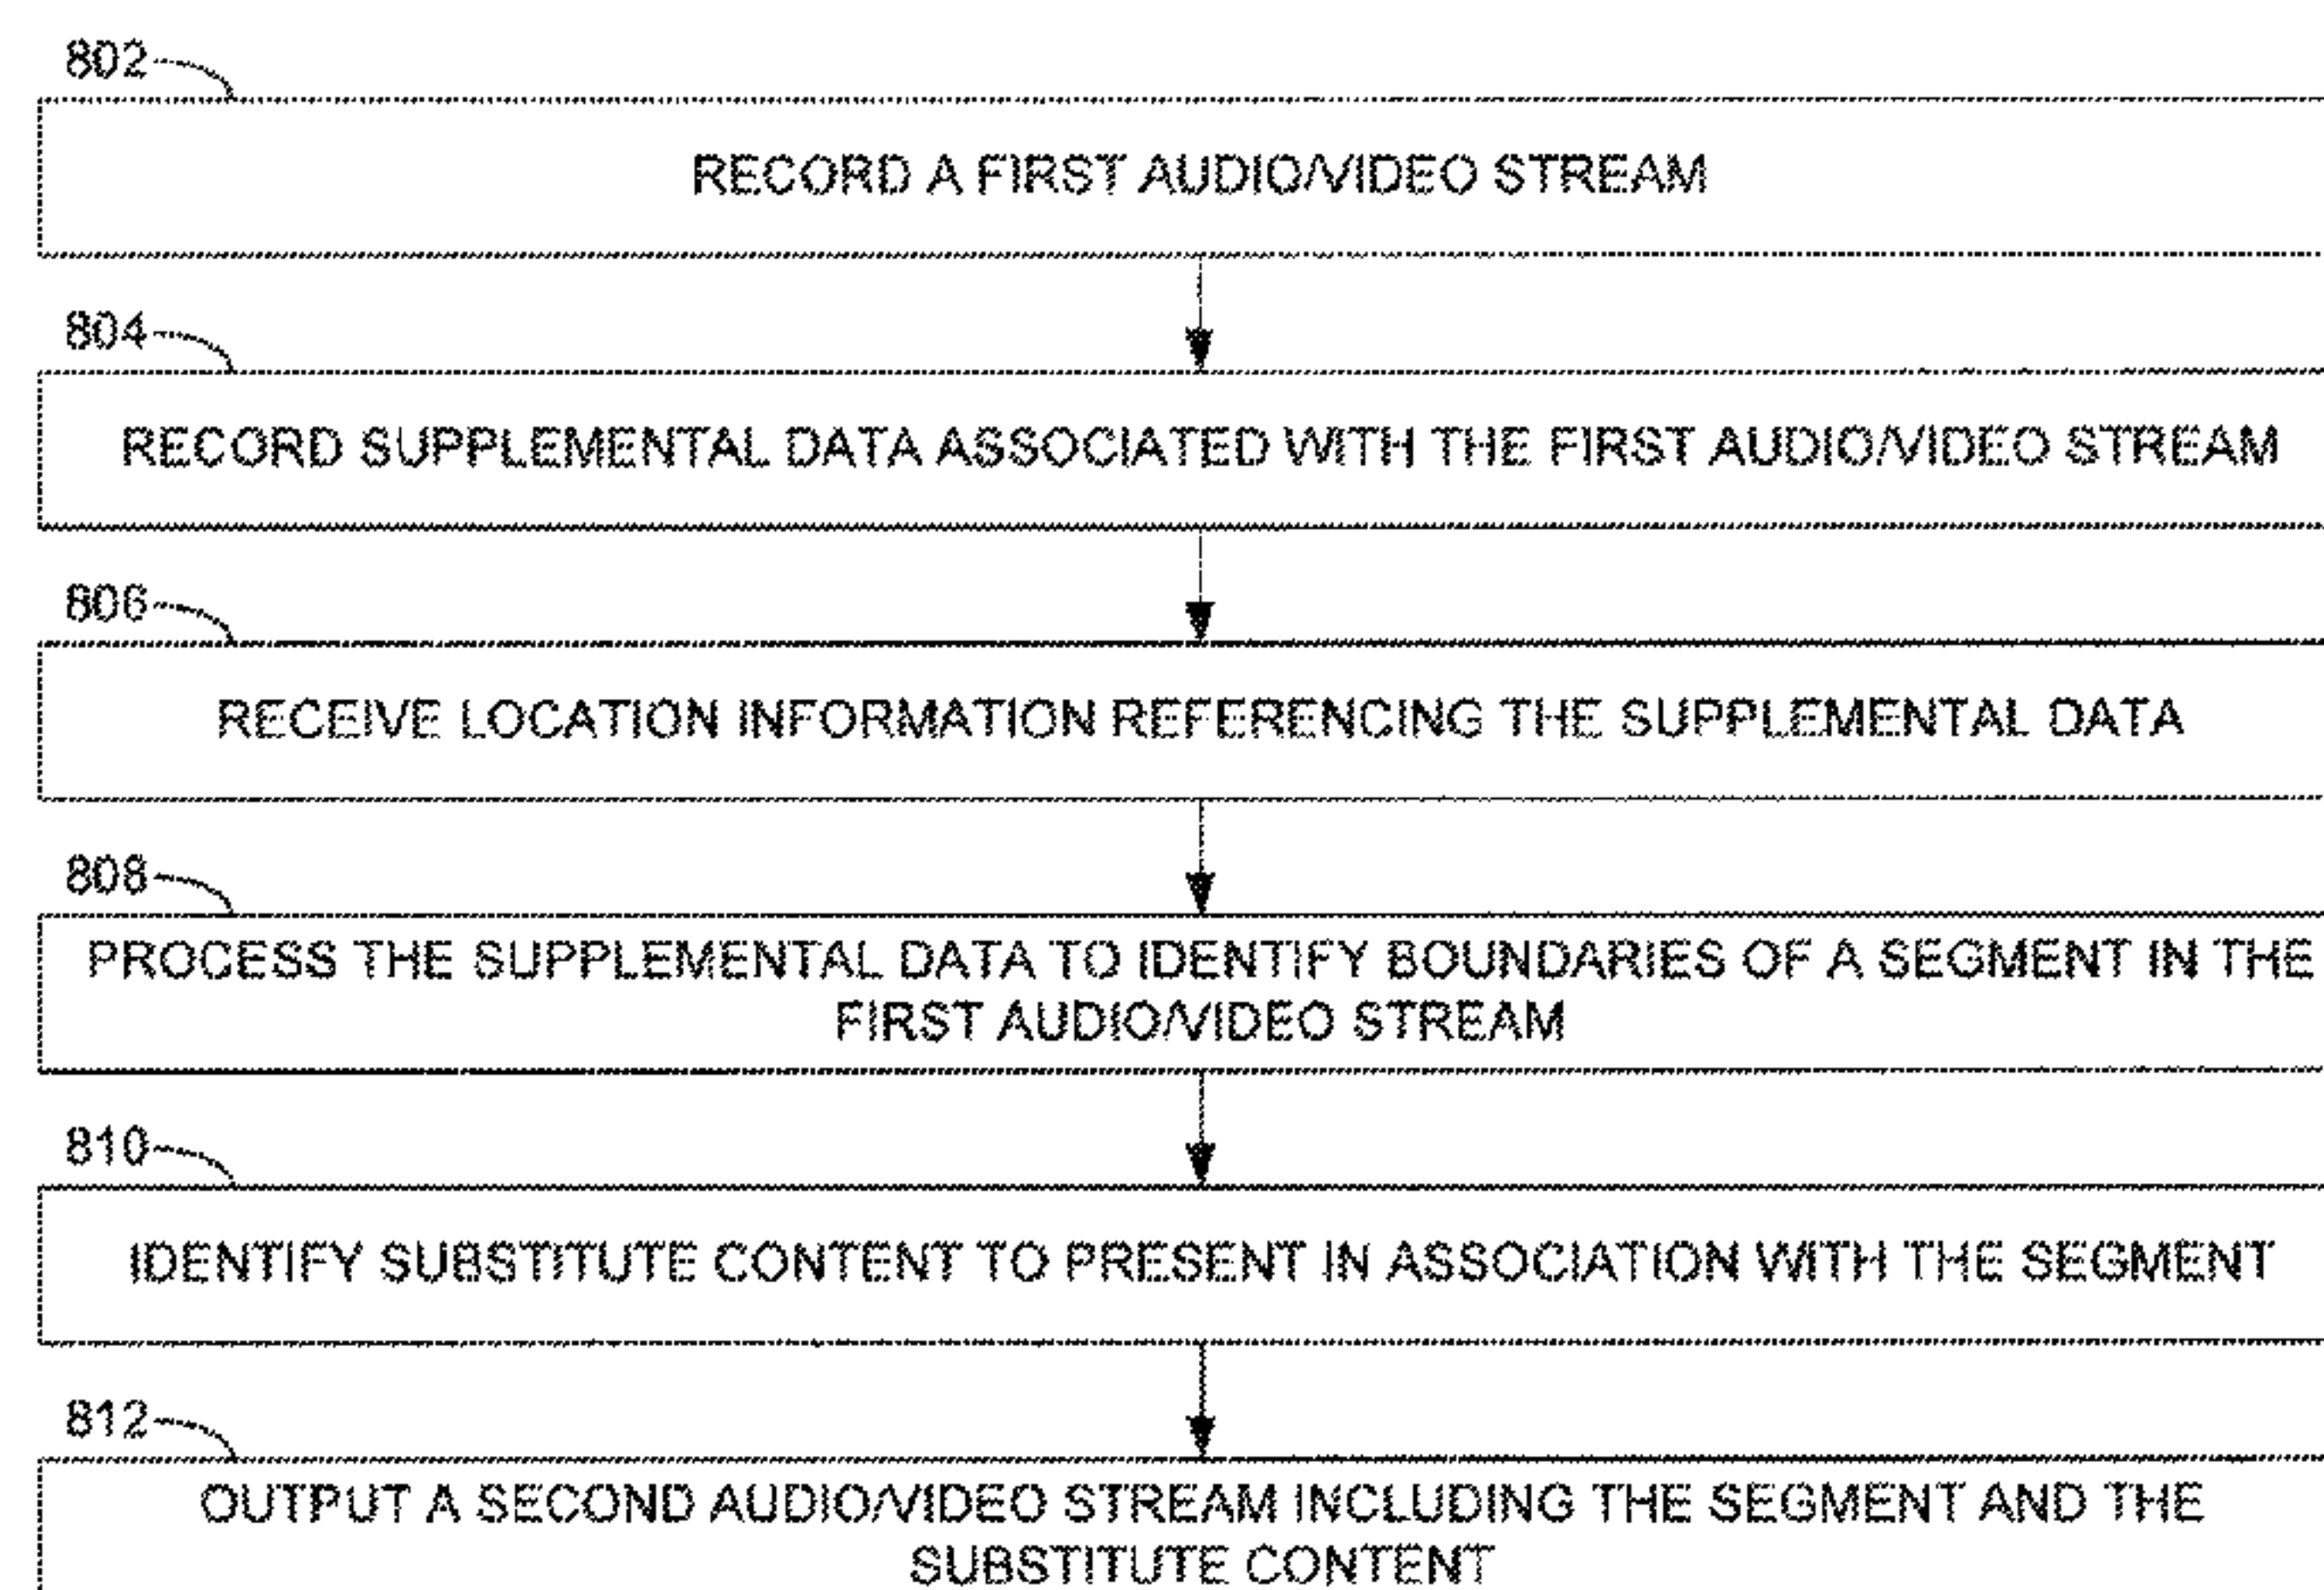 802
RECORD A FIRST AUDIO/VIDEO STREAM
804
RECORD SUPPLEMENTAL DATA ASSOCIATED WITH THE FIRST AUDIO/VIDEO STREAM
806
RECEIVE LOCATION INFORMATION REFERENCING THE SUPPLEMENTAL DATA
808
PROCESS THE SUPPLEMENTAL DATA TO IDENTIFY BOUNDARIES OF A SEGMENT IN THE
FIRST AUDIO/VIDEO STREAM
810
IDENTIFY SUBSTITUTE CONTENT TO PRESENT IN ASSOCIATION WITH THE SEGMENT
812
OUTPUT A SECOND AUDIO/VIDEO STREAM INCLUDING THE SEGMENT AND THE
SUBSTITUTE CONTENT